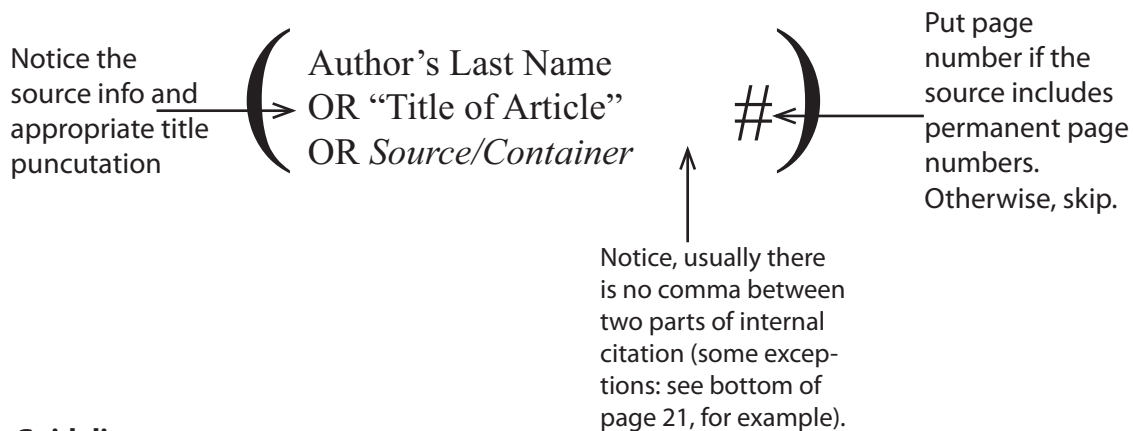 Notice the
source info and
appropriate title
puncutation
(
Author’s Last Name
OR “Title of Article”
OR Source/Container
#
)
Put page
number if the
source includes
permanent page
numbers.
Otherwise, skip.
Notice, usually there
is no comma between
two parts of internal
citation (some excep-
tions: see bottom of
page 21, for example).